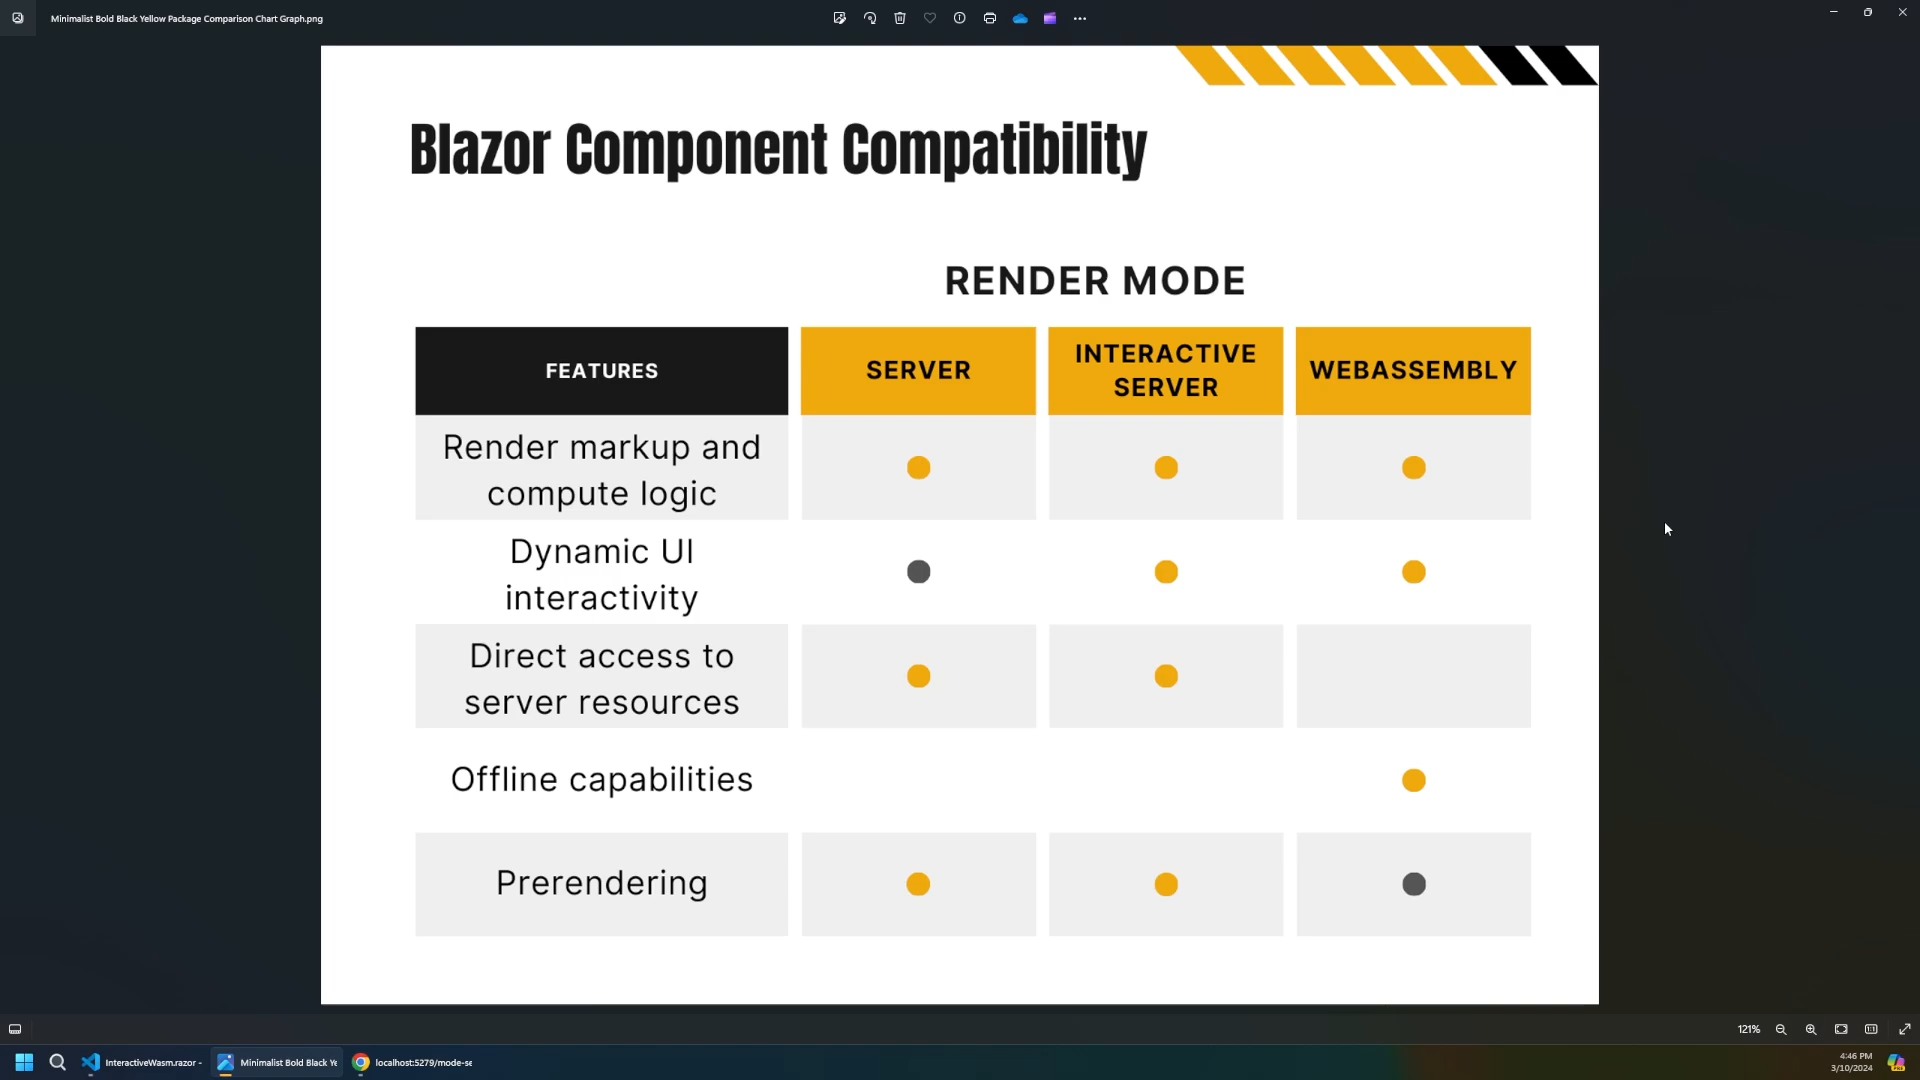 Minimalist Bold Black Yellow Package Comparison Chart Graph.png
Blazor Component Compatibility
RENDER MODE
FEATURES
SERVER
INTERACTIVE
SERVER
WEBASSEMBLY
Render markup and
compute logic
Dynamic UI
interactivity
Direct access to
server resources
Offline capabilities
Prerendering
121%
InteractiveWasm.razor -
Minimalist Bold Black Ye
localhost:5279/mode-se
4:46 PM
3/10/2024